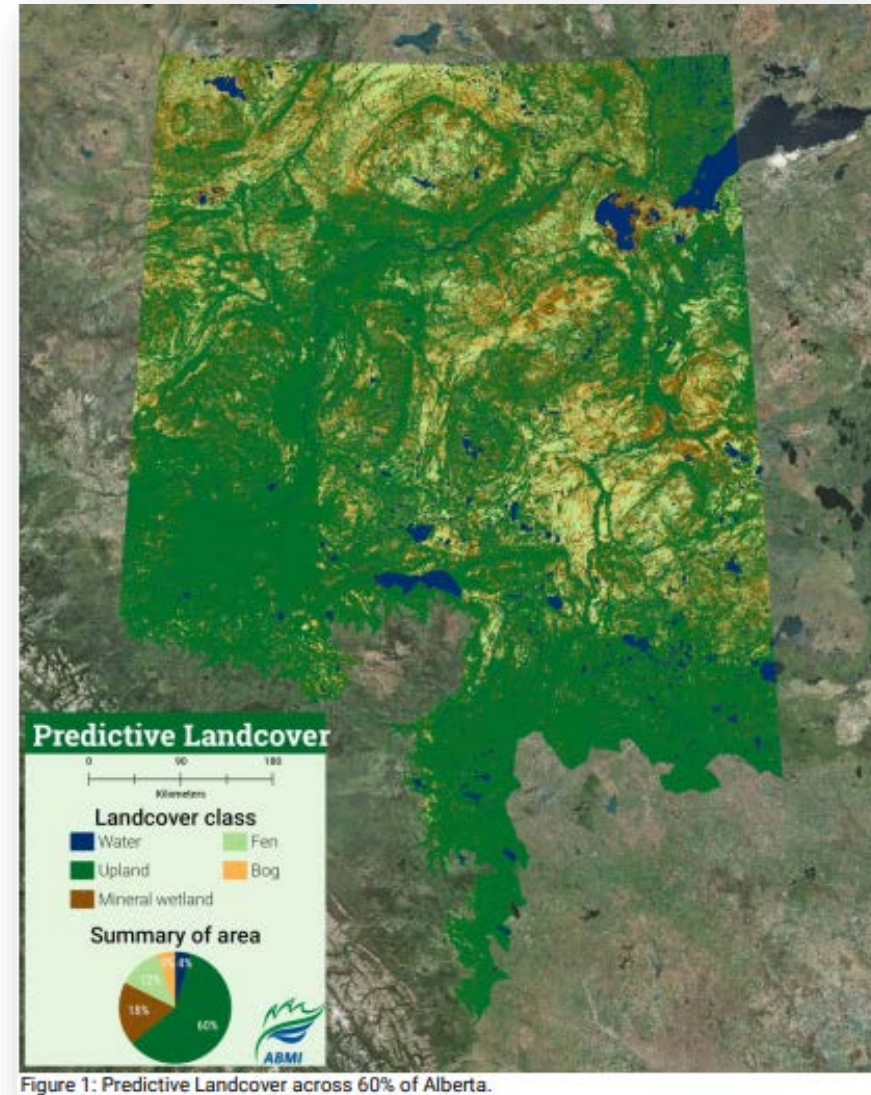 Predictive Landcover
0 90 180
Kilometers
Landcover class
Water Fen
Upland Bog
Mineral wetland
Summary of area
4%
12%
18%
60%
ABMI
Figure 1: Predictive Landcover across 60% of Alberta.